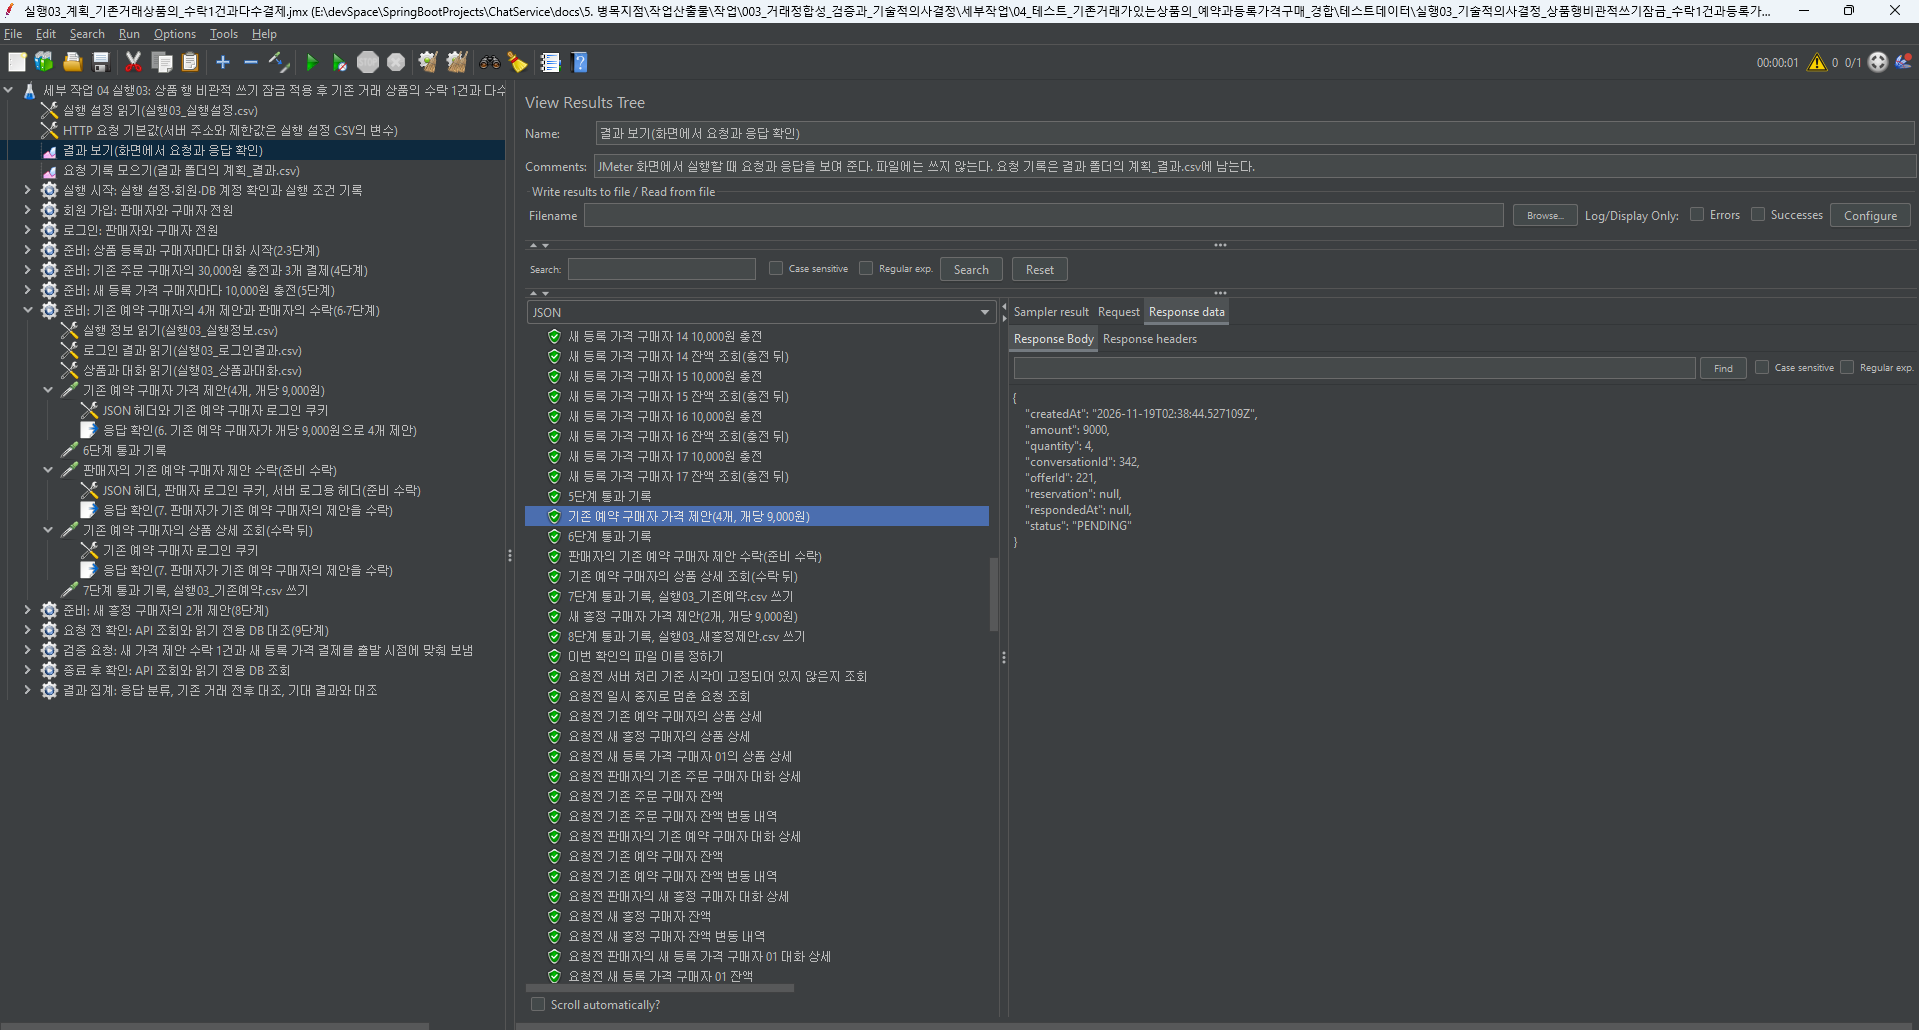 실행03_계획_기존거래상품의_수락1건과다수결제.jmx (E:\devSpace\SpringBootProjects\ChatService\docs\5. 병목지점\작업산출물\작업\003_거래정합성_검증과_기술적의사결정\세부작업\04_테스트_기존거래가있는상품의_예약과등록가격구매_경합\테스트데이터\실행03_기술적의사결정_상품행비관적쓰기잠금_수락1건과등록가...
File Edit Search Run Options Tools Help
00:00:01 0 0/1
세부 작업 04 실행03: 상품 행 비관적 쓰기 잠금 적용 후 기존 거래 상품의 수락 1건과 다수
실행 설정 읽기(실행03_실행설정.csv)
HTTP 요청 기본값(서버 주소와 제한값은 실행 설정 CSV의 변수)
결과 보기(화면에서 요청과 응답 확인)
요청 기록 모으기(결과 폴더의 계획_결과.csv)
실행 시작: 실행 설정·회원·DB 계정 확인과 실행 조건 기록
회원 가입: 판매자와 구매자 전원
로그인: 판매자와 구매자 전원
준비: 상품 등록과 구매자마다 대화 시작(2·3단계)
준비: 기존 주문 구매자의 30,000원 충전과 3개 결제(4단계)
준비: 새 등록 가격 구매자마다 10,000원 충전(5단계)
준비: 기존 예약 구매자의 4개 제안과 판매자의 수락(6·7단계)
실행 정보 읽기(실행03_실행정보.csv)
로그인 결과 읽기(실행03_로그인결과.csv)
상품과 대화 읽기(실행03_상품과대화.csv)
기존 예약 구매자 가격 제안(4개, 개당 9,000원)
JSON 헤더와 기존 예약 구매자 로그인 쿠키
응답 확인(6. 기존 예약 구매자가 개당 9,000원으로 4개 제안)
6단계 통과 기록
판매자의 기존 예약 구매자 제안 수락(준비 수락)
JSON 헤더, 판매자 로그인 쿠키, 서버 로그용 헤더(준비 수락)
응답 확인(7. 판매자가 기존 예약 구매자의 제안을 수락)
기존 예약 구매자의 상품 상세 조회(수락 뒤)
기존 예약 구매자 로그인 쿠키
응답 확인(7. 판매자가 기존 예약 구매자의 제안을 수락)
7단계 통과 기록, 실행03_기존예약.csv 쓰기
준비: 새 흥정 구매자의 2개 제안(8단계)
요청 전 확인: API 조회와 읽기 전용 DB 대조(9단계)
검증 요청: 새 가격 제안 수락 1건과 새 등록 가격 결제를 출발 시점에 맞춰 보냄
종료 후 확인: API 조회와 읽기 전용 DB 조회
결과 집계: 응답 분류, 기존 거래 전후 대조, 기대 결과와 대조
View Results Tree
Name: 결과 보기(화면에서 요청과 응답 확인)
Comments: JMeter 화면에서 실행할 때 요청과 응답을 보여 준다. 파일에는 쓰지 않는다. 요청 기록은 결과 폴더의 계획_결과.csv에 남는다.
Write results to file / Read from file
Filename Browse... Log/Display Only: Errors Successes Configure
Search: Case sensitive Regular exp. Search Reset
JSON
새 등록 가격 구매자 14 10,000원 충전
새 등록 가격 구매자 14 잔액 조회(충전 뒤)
새 등록 가격 구매자 15 10,000원 충전
새 등록 가격 구매자 15 잔액 조회(충전 뒤)
새 등록 가격 구매자 16 10,000원 충전
새 등록 가격 구매자 16 잔액 조회(충전 뒤)
새 등록 가격 구매자 17 10,000원 충전
새 등록 가격 구매자 17 잔액 조회(충전 뒤)
5단계 통과 기록
기존 예약 구매자 가격 제안(4개, 개당 9,000원)
6단계 통과 기록
판매자의 기존 예약 구매자 제안 수락(준비 수락)
기존 예약 구매자의 상품 상세 조회(수락 뒤)
7단계 통과 기록, 실행03_기존예약.csv 쓰기
새 흥정 구매자 가격 제안(2개, 개당 9,000원)
8단계 통과 기록, 실행03_새흥정제안.csv 쓰기
이번 확인의 파일 이름 정하기
요청전 서버 처리 기준 시각이 고정되어 있지 않은지 조회
요청전 일시 중지로 멈춘 요청 조회
요청전 기존 예약 구매자의 상품 상세
요청전 새 흥정 구매자의 상품 상세
요청전 새 등록 가격 구매자 01의 상품 상세
요청전 판매자의 기존 주문 구매자 대화 상세
요청전 기존 주문 구매자 잔액
요청전 기존 주문 구매자 잔액 변동 내역
요청전 판매자의 기존 예약 구매자 대화 상세
요청전 기존 예약 구매자 잔액
요청전 기존 예약 구매자 잔액 변동 내역
요청전 판매자의 새 흥정 구매자 대화 상세
요청전 새 흥정 구매자 잔액
요청전 새 흥정 구매자 잔액 변동 내역
요청전 판매자의 새 등록 가격 구매자 01 대화 상세
요청전 새 등록 가격 구매자 01 잔액
Scroll automatically?
Sampler result Request Response data
Response Body Response headers
Find Case sensitive Regular exp.
{
"createdAt": "2026-11-19T02:38:44.527109Z",
"amount": 9000,
"quantity": 4,
"conversationId": 342,
"offerId": 221,
"reservation": null,
"respondedAt": null,
"status": "PENDING"
}